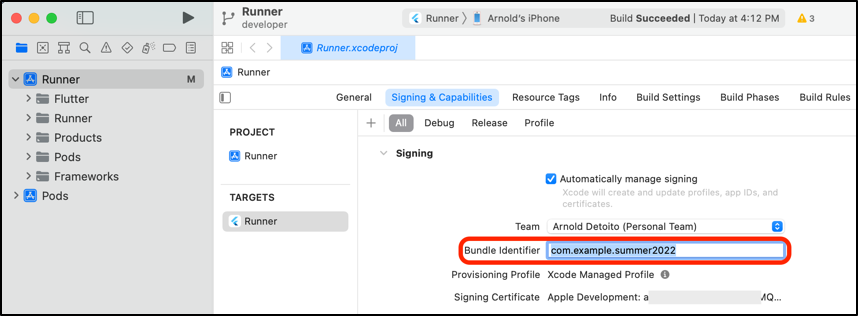 Runner
developer
Runner
Arnold's iPhone
Build Succeeded | Today at 4:12 PM
3
Runner.xcodeproj
Runner
M
Flutter
Runner
Products
Pods
Frameworks
Pods
Runner
General
Signing & Capabilities
Resource Tags
Info
Build Settings
Build Phases
Build Rules
PROJECT
Runner
TARGETS
Runner
All
Debug
Release
Profile
Signing
Automatically manage signing
Xcode will create and update profiles, app IDs, and
certificates.
Team Arnold Detoito (Personal Team)
Bundle Identifier com.example.summer2022
Provisioning Profile Xcode Managed Profile
Signing Certificate Apple Development: a MQ...